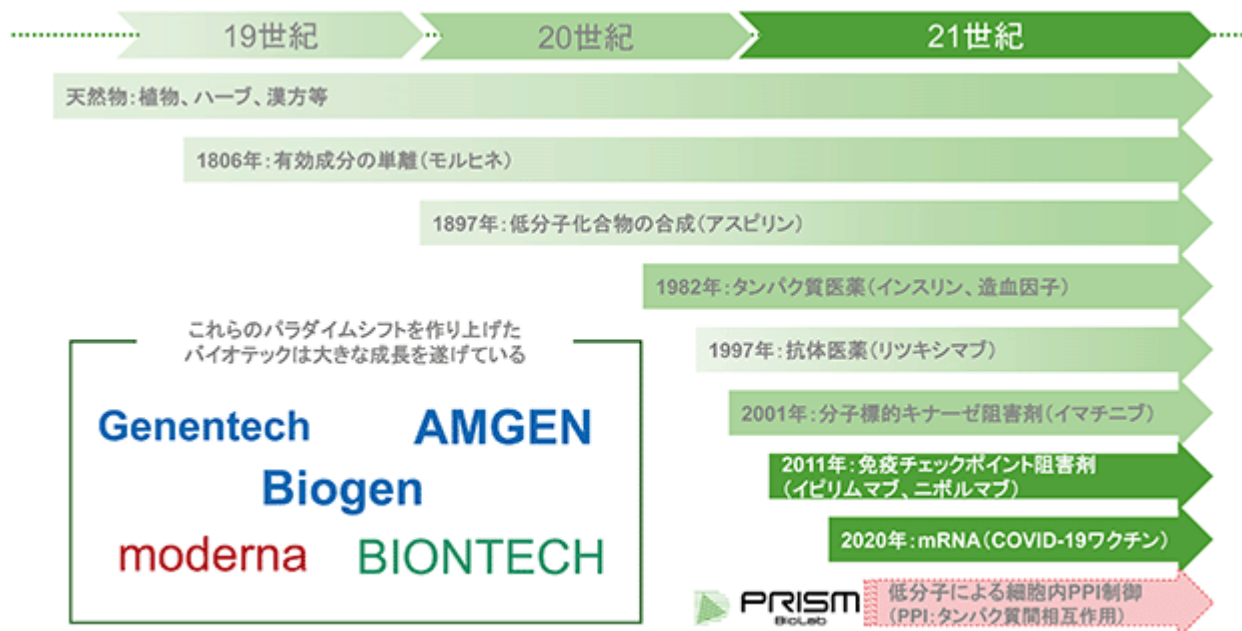 19世紀
20世紀
21世紀
天然物:植物、ハーブ、漢方等
1806年:有効成分の単離(モルヒネ)
1897年:低分子化合物の合成(アスピリン)
1982年:タンパク質医薬(インスリン、造血因子)
1997年:抗体医薬(リツキシマブ)
2001年:分子標的キナーゼ阻害剤(イマチニブ)
2011年:免疫チェックポイント阻害剤
(イピリムマブ、ニボルマブ)
2020年:mRNA(COVID-19ワクチン)
PRISM
BioLab
低分子による細胞内PPI制御
(PPI:タンパク質間相互作用)
これらのパラダイムシフトを作り上げた
バイオテックは大きな成長を遂げている
Genentech
AMGEN
Biogen
moderna
BIONTECH